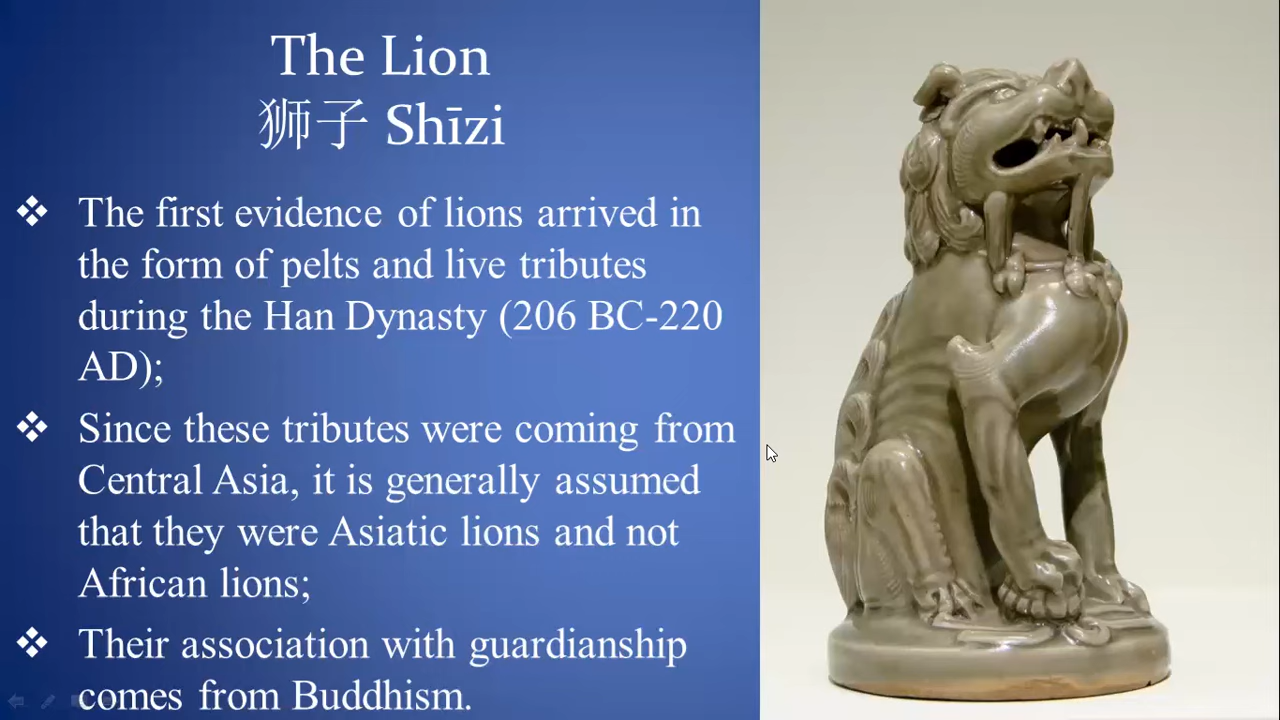 The Lion
狮子 Shīzi
❖ The first evidence of lions arrived in
the form of pelts and live tributes
during the Han Dynasty (206 BC-220
AD);
❖ Since these tributes were coming from
Central Asia, it is generally assumed
that they were Asiatic lions and not
African lions;
❖ Their association with guardianship
comes from Buddhism.